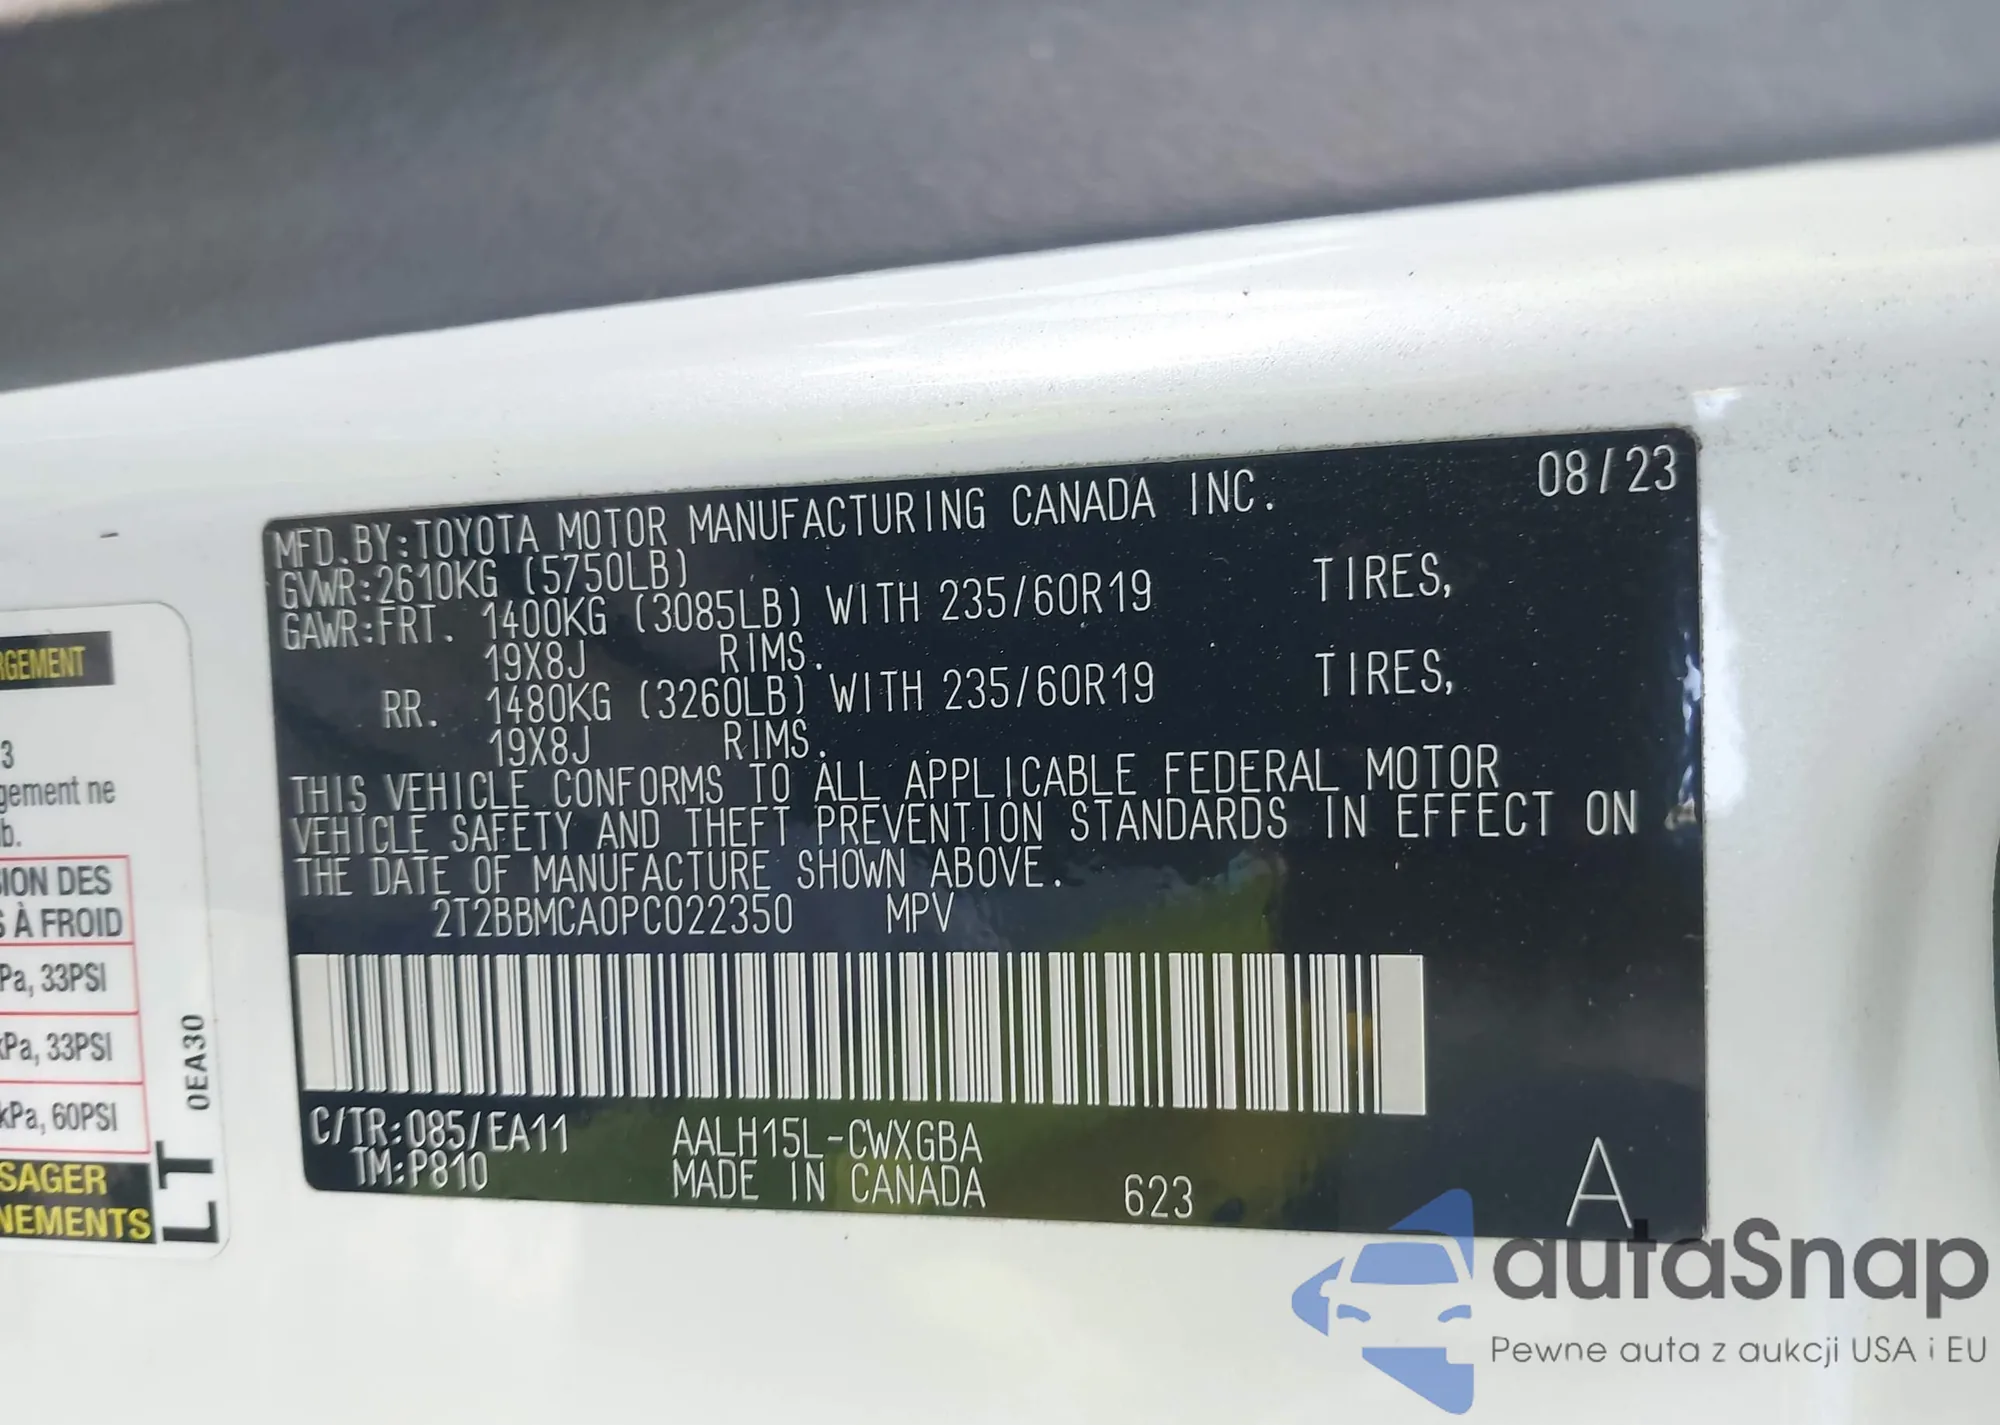 MFD.BY:TOYOTA MOTOR MANUFACTURING CANADA INC. 08/23
GVWR:2610KG (5750LB)
GAWR:FRT. 1400KG (3085LB) WITH 235/60R19 TIRES,
19X8J RIMS.
RR. 1480KG (3260LB) WITH 235/60R19 TIRES,
19X8J RIMS.
THIS VEHICLE CONFORMS TO ALL APPLICABLE FEDERAL MOTOR
VEHICLE SAFETY AND THEFT PREVENTION STANDARDS IN EFFECT ON
THE DATE OF MANUFACTURE SHOWN ABOVE.
2T2BBMCA0PC022350 MPV
C/TR:085/EA11 AALH15L-CWXGBA
TM:P810 MADE IN CANADA 623 A
RGEMENT
3
gement ne
b.
SION DES
S À FROID
Pa, 33PSI
kPa, 33PSI
kPa, 60PSI
SAGER
NEMENTS
0EA30
LT
autaSnap
Pewne auta z aukcji USA i EU